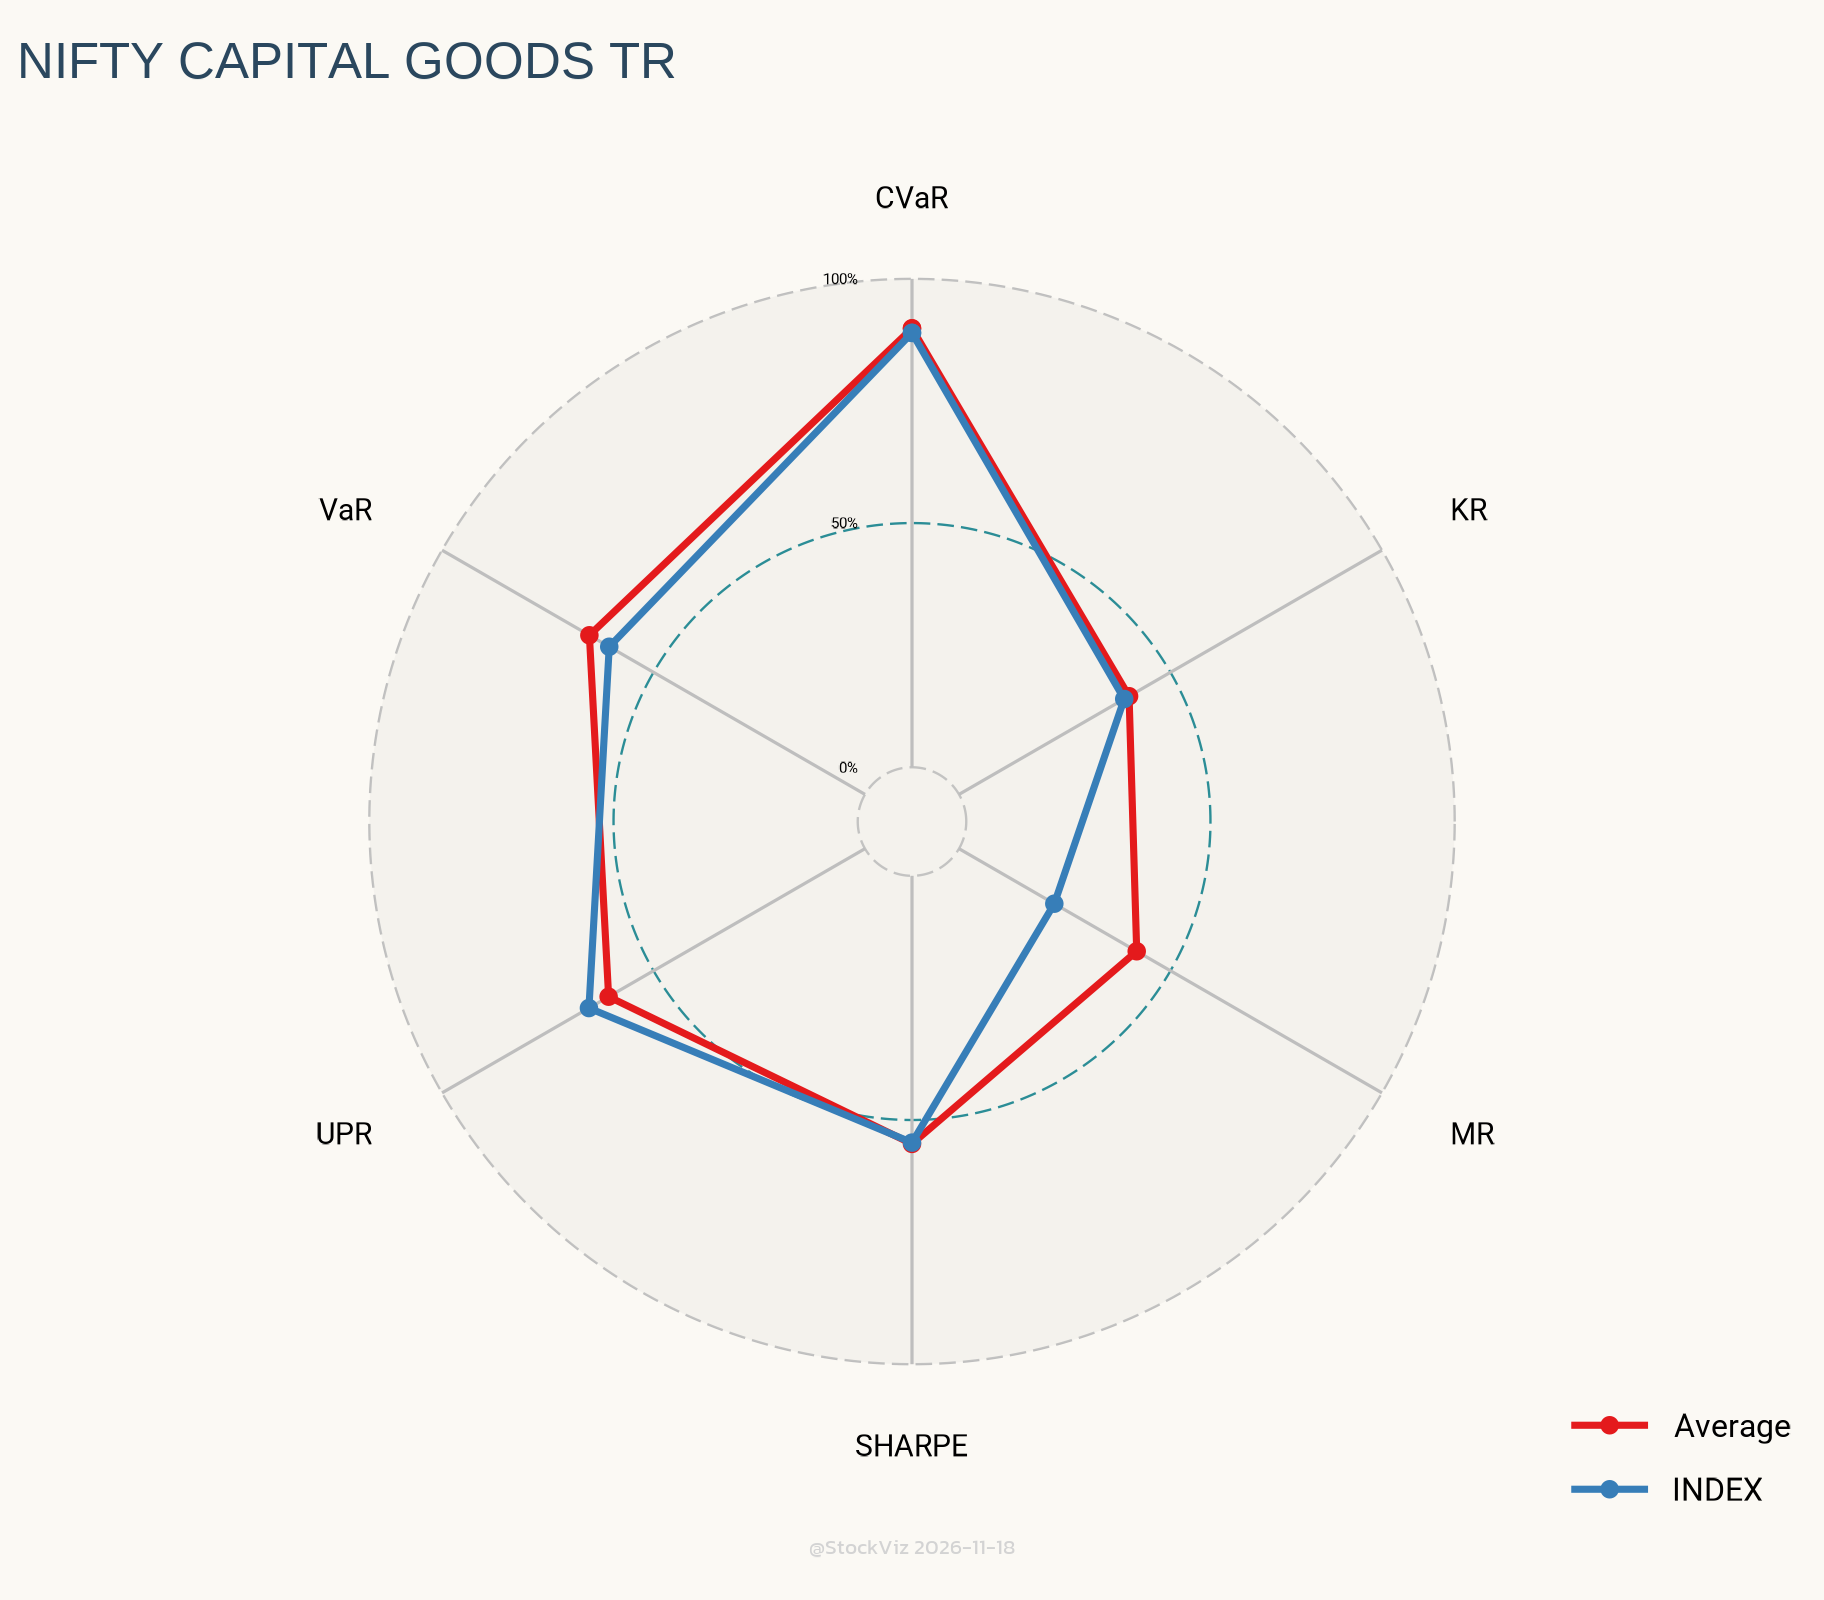 NIFTY CAPITAL GOODS TR
CVaR
100%
VaR
KR
50%
0%
UPR
MR
SHARPE
Average
INDEX
@StockViz 2026-11-18